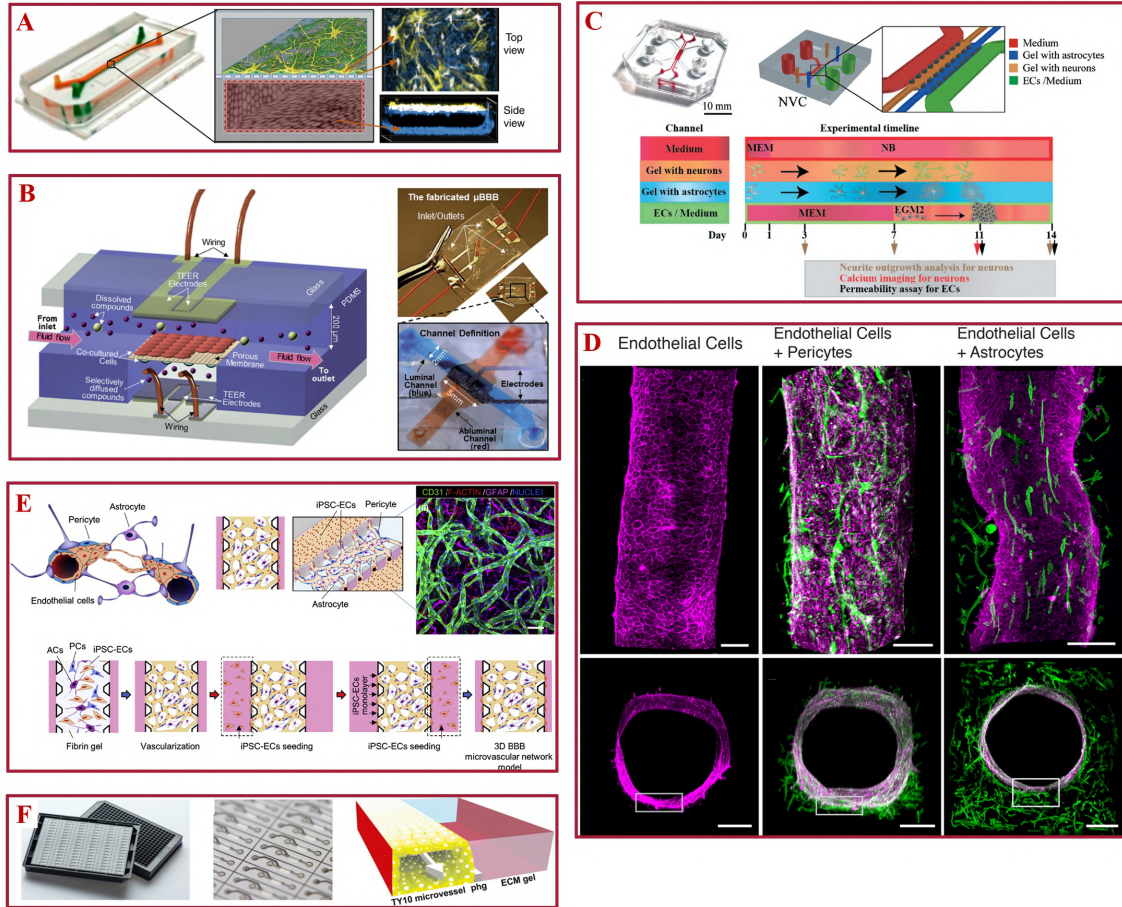 A
Top
view
Side
view
B
Wiring
TEER
Electrodes
Glass
PDMS
200 µm
Dissolved
compounds
From
inlet
Fluid flow
Co-cultured
Cells
Porous
Membrane
Fluid flow
To
outlet
Selectively
diffused
compounds
TEER
Electrodes
Wiring
Glass
The fabricated µBBB
Inlet/Outlets
Channel Definition
2mm
Luminal
Channel
(blue)
Electrodes
5mm
Abluminal
Channel
(red)
C
10 mm
NVC
Medium
Gel with astrocytes
Gel with neurons
ECs /Medium
Channel
Experimental timeline
Medium
MEM
NB
Gel with neurons
Gel with astrocytes
ECs / Medium
MEM
EGM2
Day
0
1
3
7
11
14
Neurite outgrowth analysis for neurons
Calcium imaging for neurons
Permeability assay for ECs
D
Endothelial Cells
Endothelial Cells
+ Pericytes
Endothelial Cells
+ Astrocytes
E
Astrocyte
Pericyte
Endothelial cells
iPSC-ECs
Pericyte
Astrocyte
CD31/F-ACTIN/GFAP/NUCLEI
ACs
PCs
iPSC-ECs
iPSC-ECs
monolayer
Fibrin gel
Vascularization
iPSC-ECs seeding
iPSC-ECs seeding
3D BBB
microvascular network
model
F
TY10 microvessel
phg
ECM gel